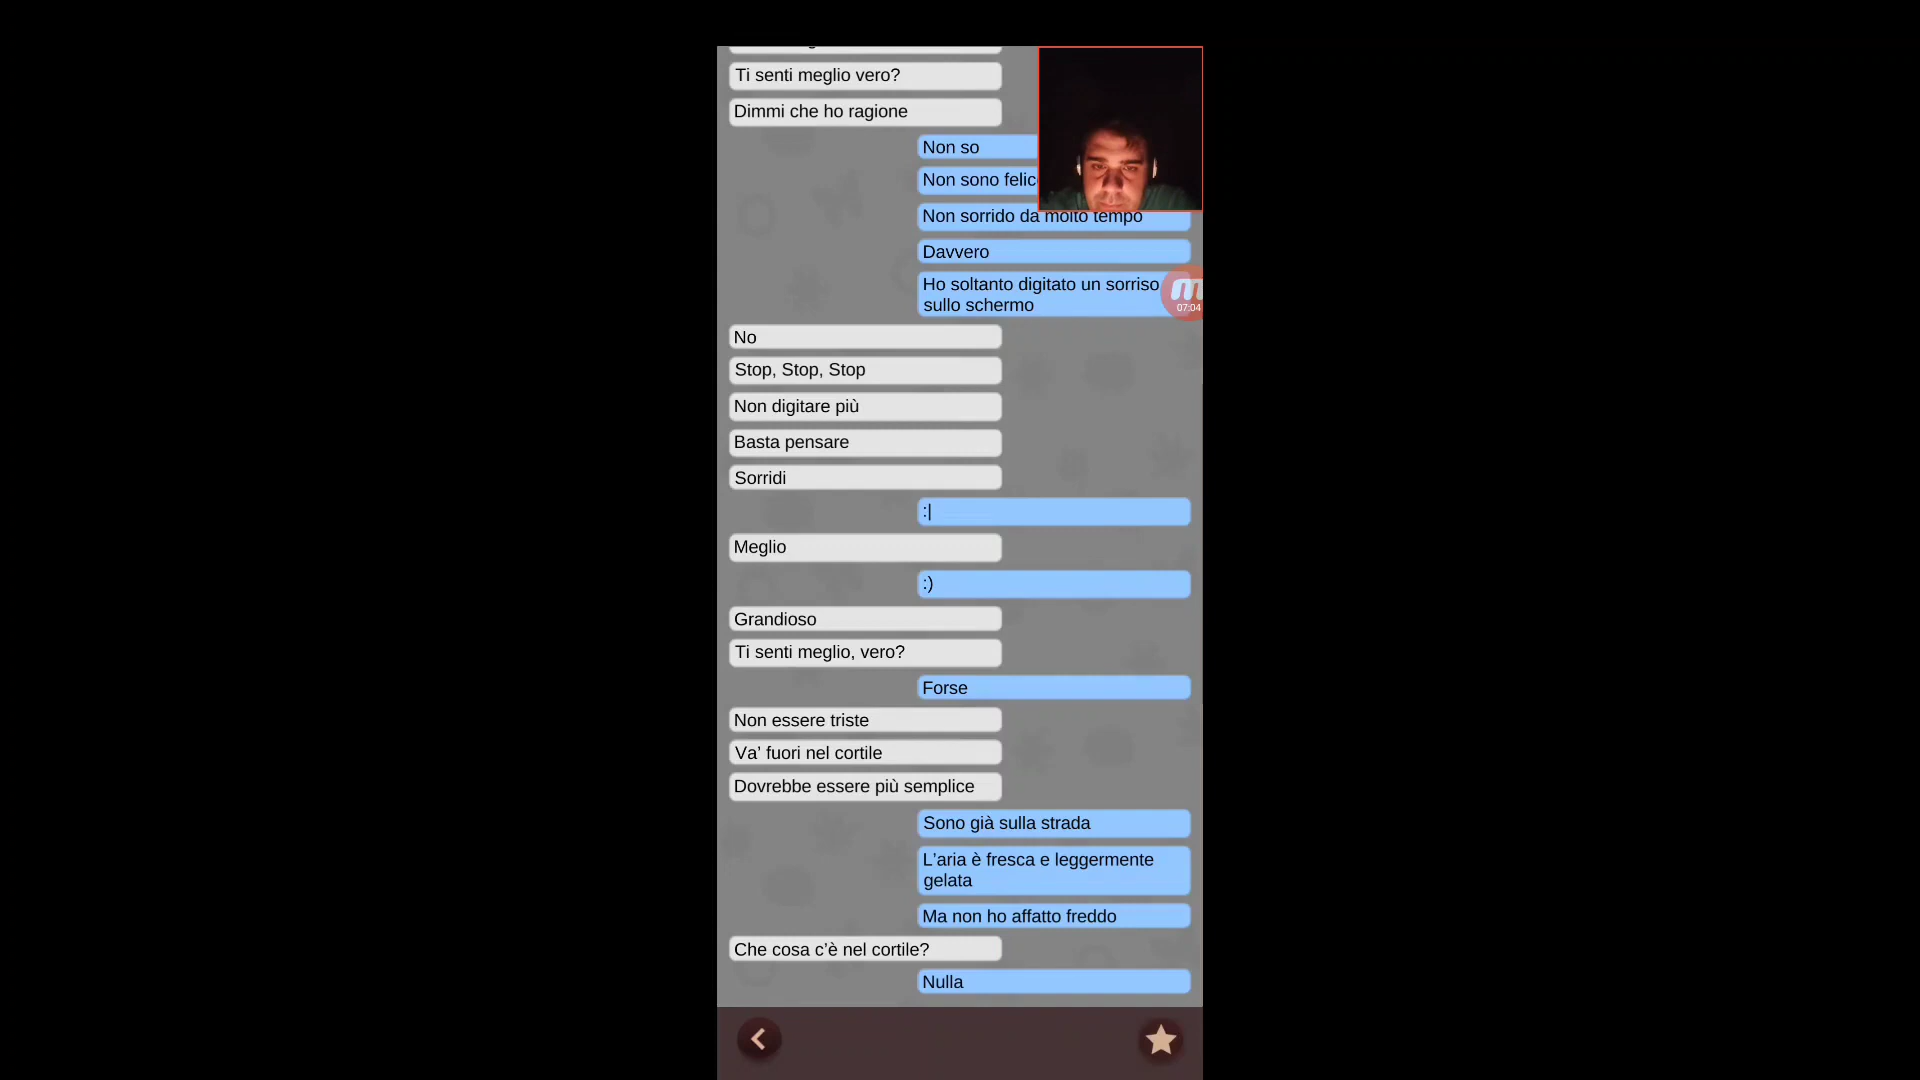 Ti senti meglio vero?
Dimmi che ho ragione
Non so
Non sono felic
Non sorrido da molto tempo
Davvero
Ho soltanto digitato un sorriso
sullo schermo
07:04
No
Stop, Stop, Stop
Non digitare più
Basta pensare
Sorridi
:|
Meglio
:)
Grandioso
Ti senti meglio, vero?
Forse
Non essere triste
Va’ fuori nel cortile
Dovrebbe essere più semplice
Sono già sulla strada
L’aria è fresca e leggermente
gelata
Ma non ho affatto freddo
Che cosa c’è nel cortile?
Nulla